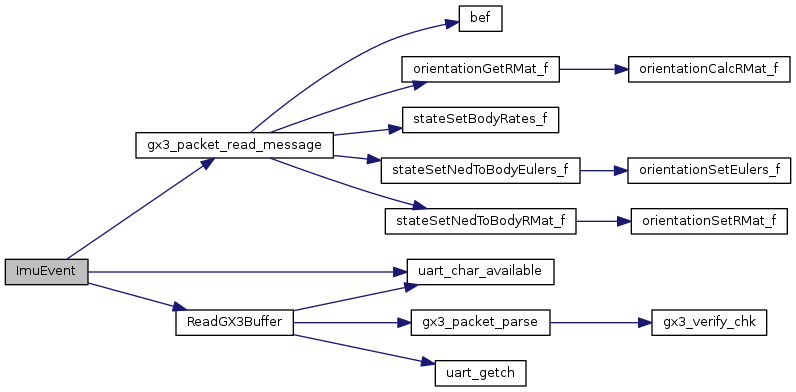 bef
orientationGetRMat_f
orientationCalcRMat_f
stateSetBodyRates_f
gx3_packet_read_message
stateSetNedToBodyEulers_f
orientationSetEulers_f
stateSetNedToBodyRMat_f
orientationSetRMat_f
ImuEvent
uart_char_available
ReadGX3Buffer
gx3_packet_parse
gx3_verify_chk
uart_getch